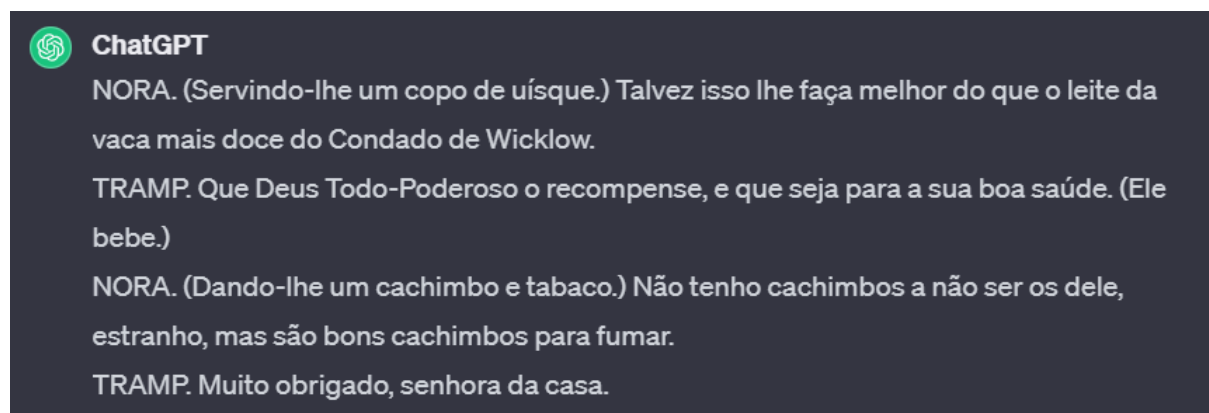 ChatGPT
NORA. (Servindo-lhe um copo de uísque.) Talvez isso lhe faça melhor do que o leite da
vaca mais doce do Condado de Wicklow.
TRAMP. Que Deus Todo-Poderoso o recompense, e que seja para a sua boa saúde. (Ele
bebe.)
NORA. (Dando-lhe um cachimbo e tabaco.) Não tenho cachimbos a não ser os dele,
estranho, mas são bons cachimbos para fumar.
TRAMP. Muito obrigado, senhora da casa.